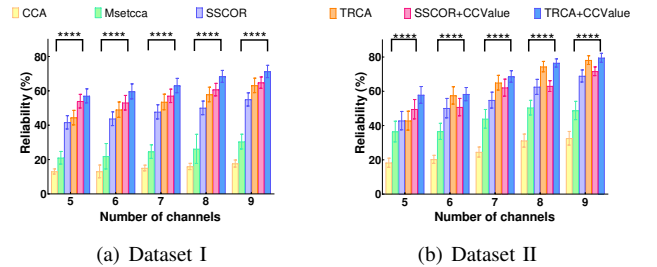 CCA Msetcca SSCOR TRCA SSCOR+CCValue TRCA+CCValue
I II
**** **** **** **** ****
**** **** **** **** ****
Reliability (%)
80
60
40
20
0
5 6 7 8 9
Number of channels
Reliability (%)
80
60
40
20
0
5 6 7 8 9
Number of channels
(a) Dataset I
(b) Dataset II